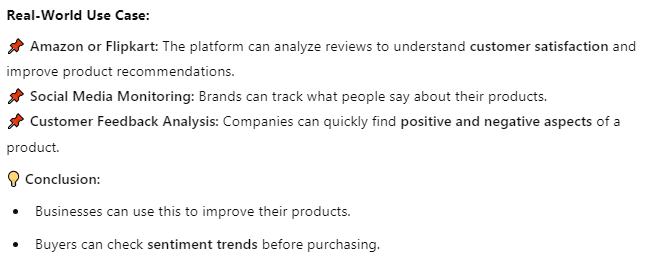 Real-World Use Case:
📌 Amazon or Flipkart: The platform can analyze reviews to understand customer satisfaction and
improve product recommendations.
📌 Social Media Monitoring: Brands can track what people say about their products.
📌 Customer Feedback Analysis: Companies can quickly find positive and negative aspects of a
product.
💡 Conclusion:
• Businesses can use this to improve their products.
• Buyers can check sentiment trends before purchasing.